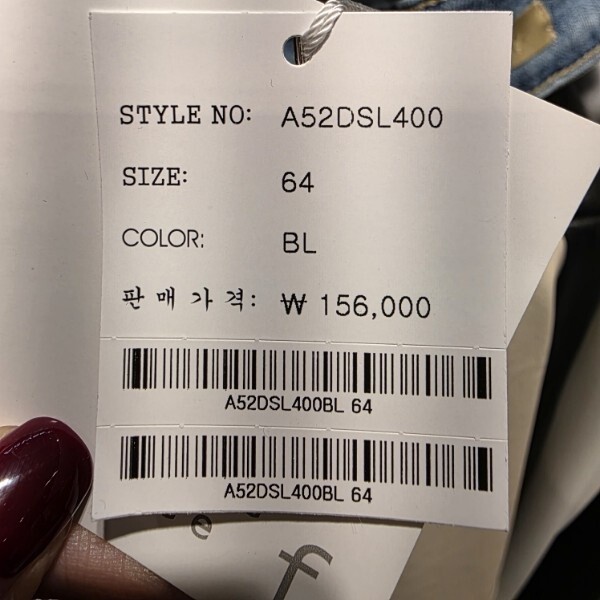 STYLE NO: A52DSL400
SIZE: 64
COLOR: BL
판매가격: ₩ 156,000
A52DSL400BL 64
A52DSL400BL 64
f